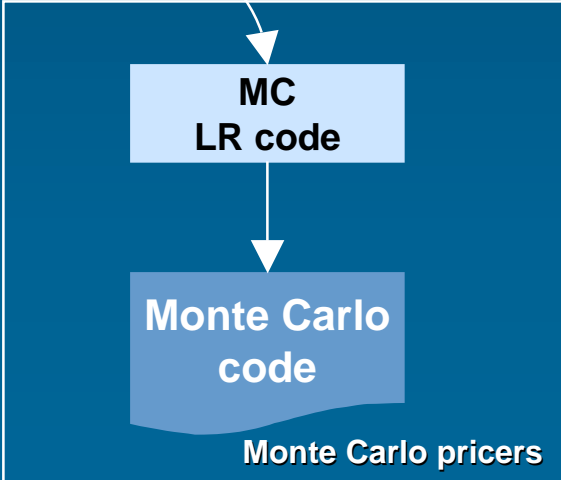 MC
LR code
Monte Carlo
code
Monte Carlo pricers